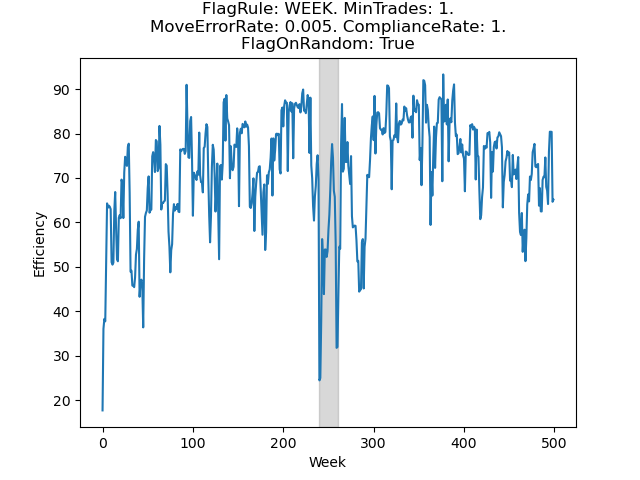 FlagRule: WEEK. MinTrades: 1.
MoveErrorRate: 0.005. ComplianceRate: 1.
FlagOnRandom: True
90
80
70
60
50
40
30
20
Efficiency
0 100 200 300 400 500
Week